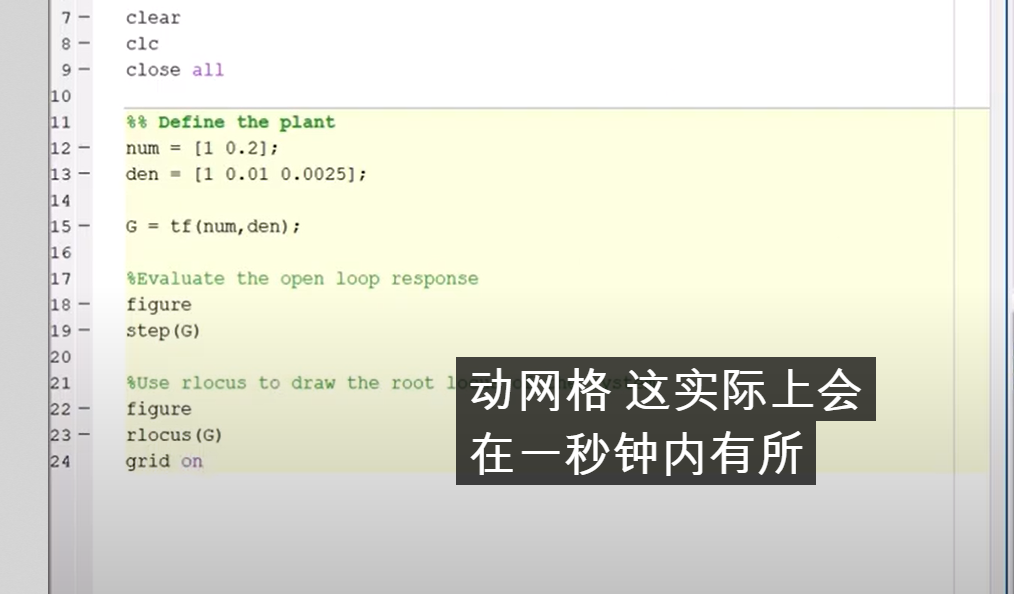 7 - clear
8 - clc
9 - close all
10
11 %% Define the plant
12 - num = [1 0.2];
13 - den = [1 0.01 0.0025];
14
15 - G = tf(num,den);
16
17 %Evaluate the open loop response
18 - figure
19 - step(G)
20
21 %Use rlocus to draw the root
22 - figure
23 - rlocus(G)
24 grid on
动网格 这实际上会
在一秒钟内有所